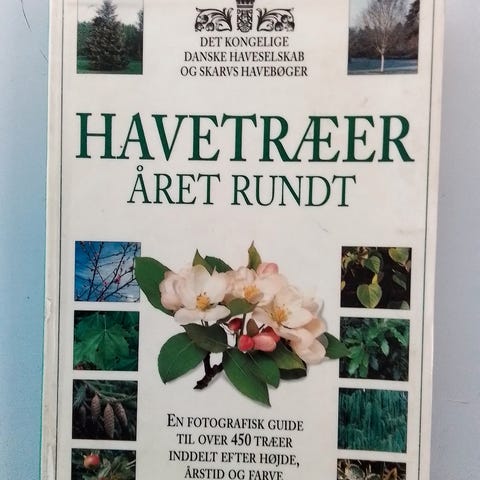 DET KONGELIGE
DANSKE HAVESELSKAB
OG SKARVS HAVEBØGER
HAVETRÆER
ÅRET RUNDT
EN FOTOGRAFISK GUIDE
TIL OVER 450 TRÆER
INDDELT EFTER HØJDE,
ÅRSTID OG FARVE